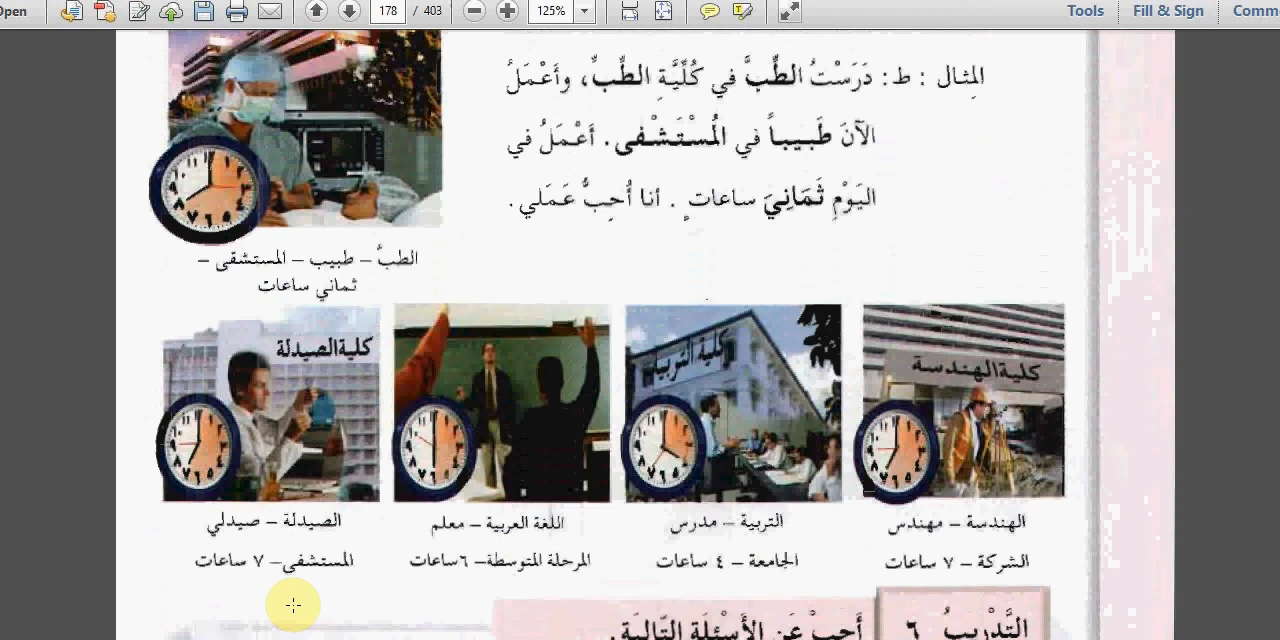 Open
178 / 403
125%
Tools
Fill & Sign
Comm
المِثال : ط: دَرَسْتُ الطِّبَّ في كُلِّيَّةِ الطِّبِّ، وأَعْمَلُ
الآنَ طَبيباً في المُسْتَشْفى. أَعْمَلُ في
اليَوْمِ ثَمَانِيَ ساعاتٍ . أنا أُحِبُّ عَمَلي.
الطبُّ – طبيب – المستشفى –
ثماني ساعات
كلية الهندسة
كلية التربية
كلية الصيدلة
الهندسة – مهندس
الشركة – ٧ ساعات
التربية – مدرس
الجامعة – ٤ ساعات
اللغة العربية – معلم
المرحلة المتوسطة– ٦ ساعات
الصيدلة – صيدلي
المستشفى– ٧ ساعات
التَّدْريبُ ٦
أَجِبْ عَنِ الأَسْئِلَةِ التّالِيَةِ.